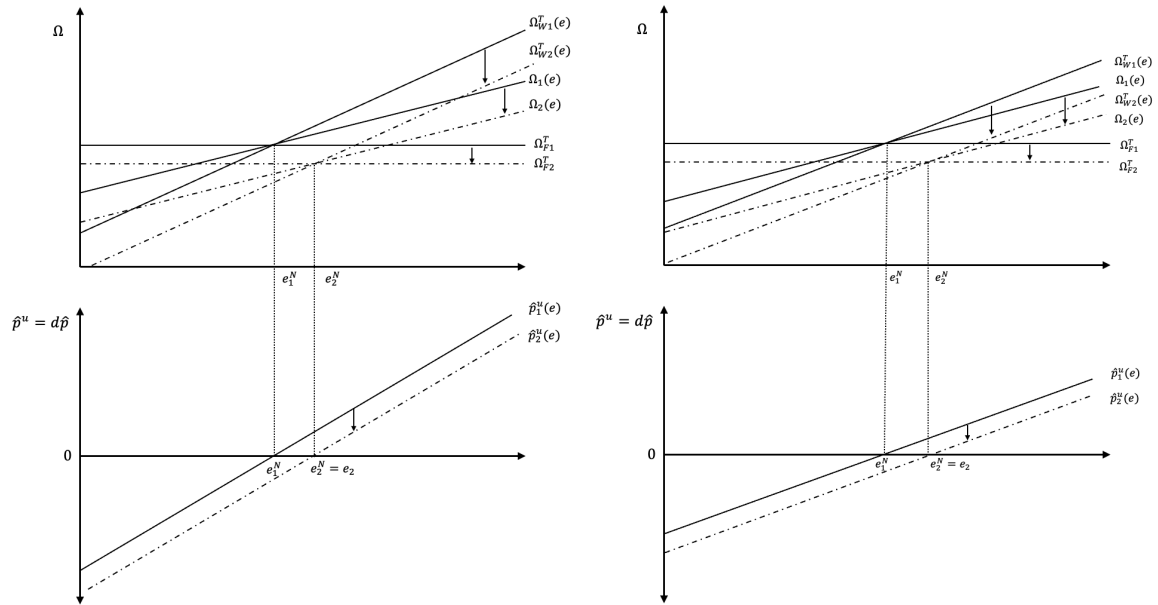 Ω
Ω^T_{W1}(e)
Ω^T_{W2}(e)
Ω_1(e)
Ω_2(e)
Ω^T_{F1}
Ω^T_{F2}
e^N_1
e^N_2
p̂^u = dp̂
p̂^u_1(e)
p̂^u_2(e)
0
e^N_1
e^N_2 = e_2
Ω
Ω^T_{W1}(e)
Ω_1(e)
Ω^T_{W2}(e)
Ω_2(e)
Ω^T_{F1}
Ω^T_{F2}
e^N_1
e^N_2
p̂^u = dp̂
p̂^u_1(e)
p̂^u_2(e)
0
e^N_1
e^N_2 = e_2